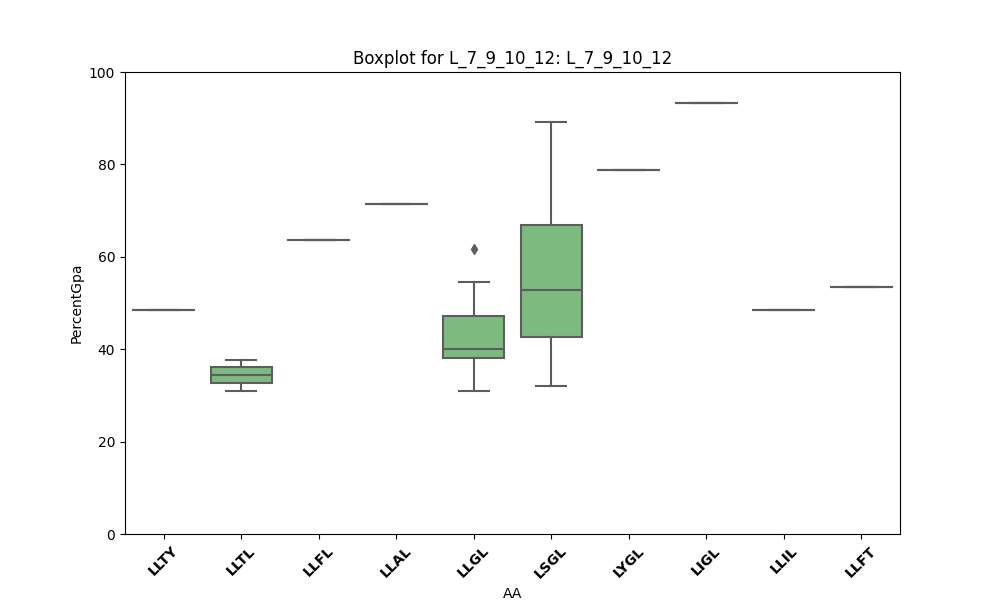 Boxplot for L_7_9_10_12: L_7_9_10_12
100
80
60
40
20
0
PercentGpa
LLTY
LLTL
LLFL
LLAL
LLGL
LSGL
LYGL
LIGL
LLIL
LLFT
AA